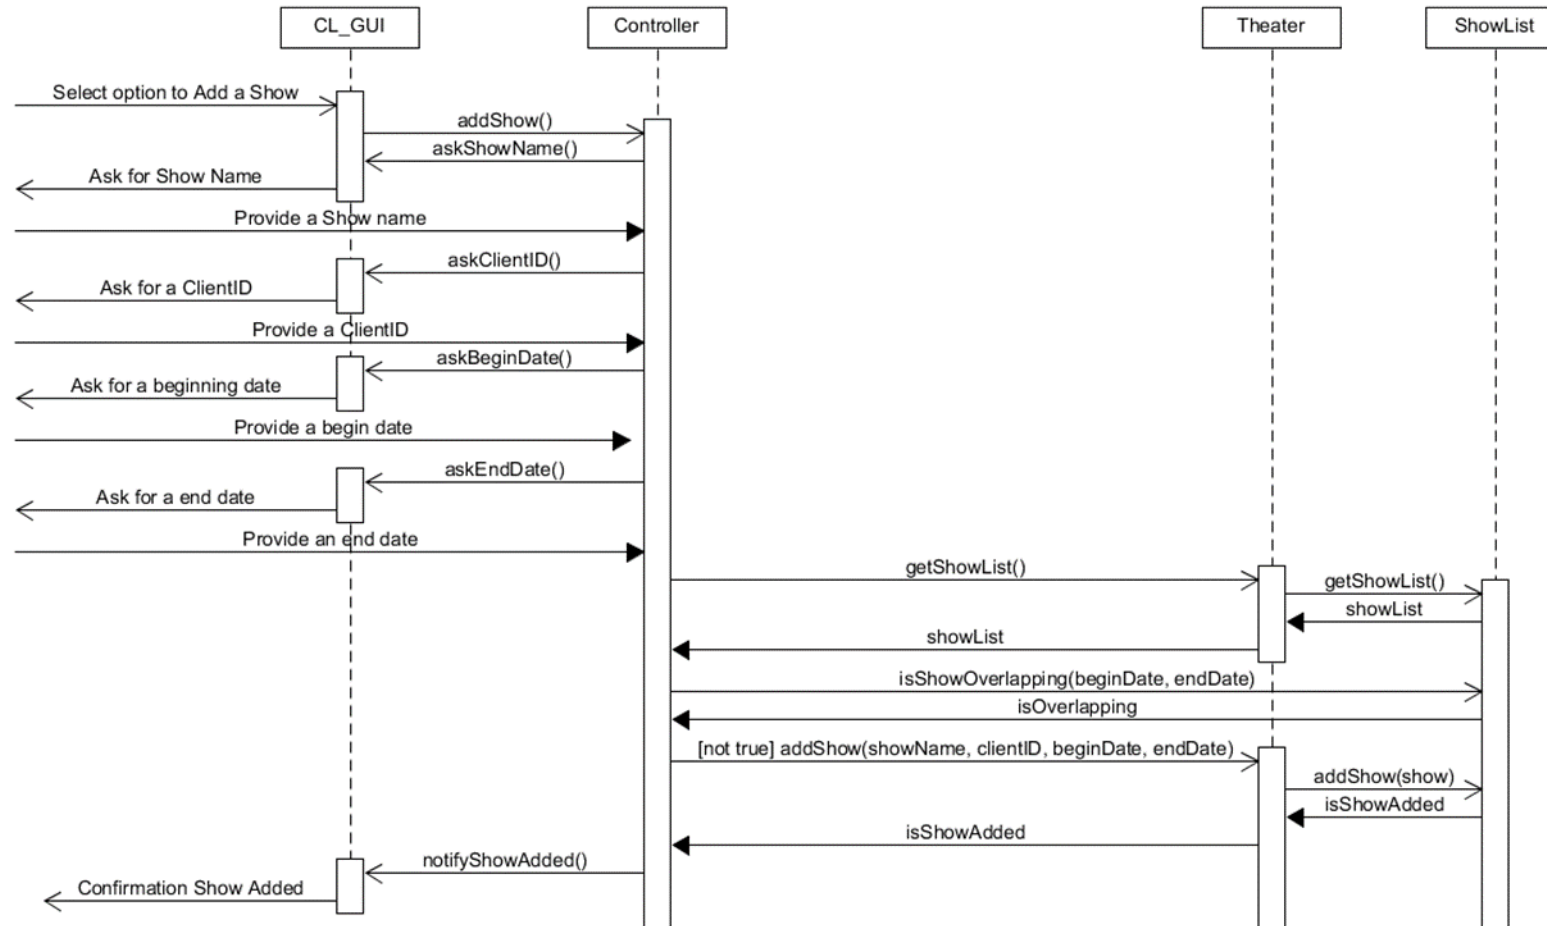 CL_GUI
Controller
Theater
ShowList
Select option to Add a Show
addShow()
askShowName()
Ask for Show Name
Provide a Show name
askClientID()
Ask for a ClientID
Provide a ClientID
askBeginDate()
Ask for a beginning date
Provide a begin date
askEndDate()
Ask for a end date
Provide an end date
getShowList()
getShowList()
showList
showList
isShowOverlapping(beginDate, endDate)
isOverlapping
[not true] addShow(showName, clientID, beginDate, endDate)
addShow(show)
isShowAdded
isShowAdded
notifyShowAdded()
Confirmation Show Added